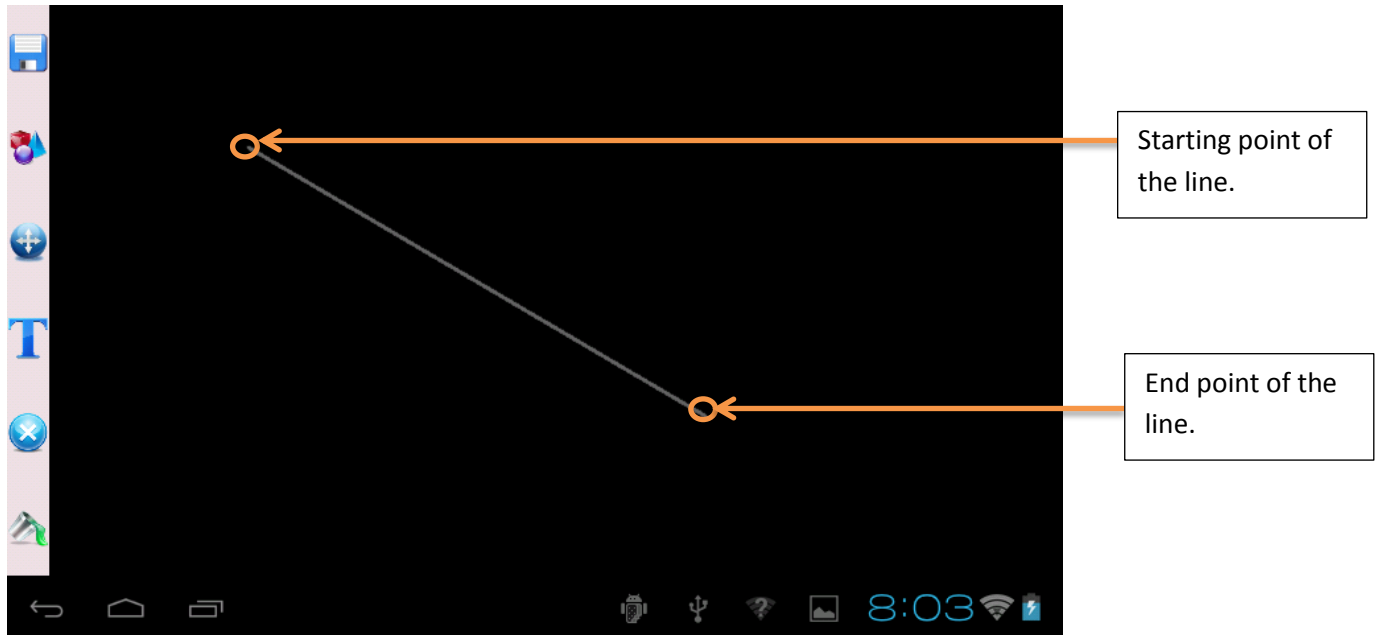 Starting point of
the line.
T
End point of the
line.
8:03